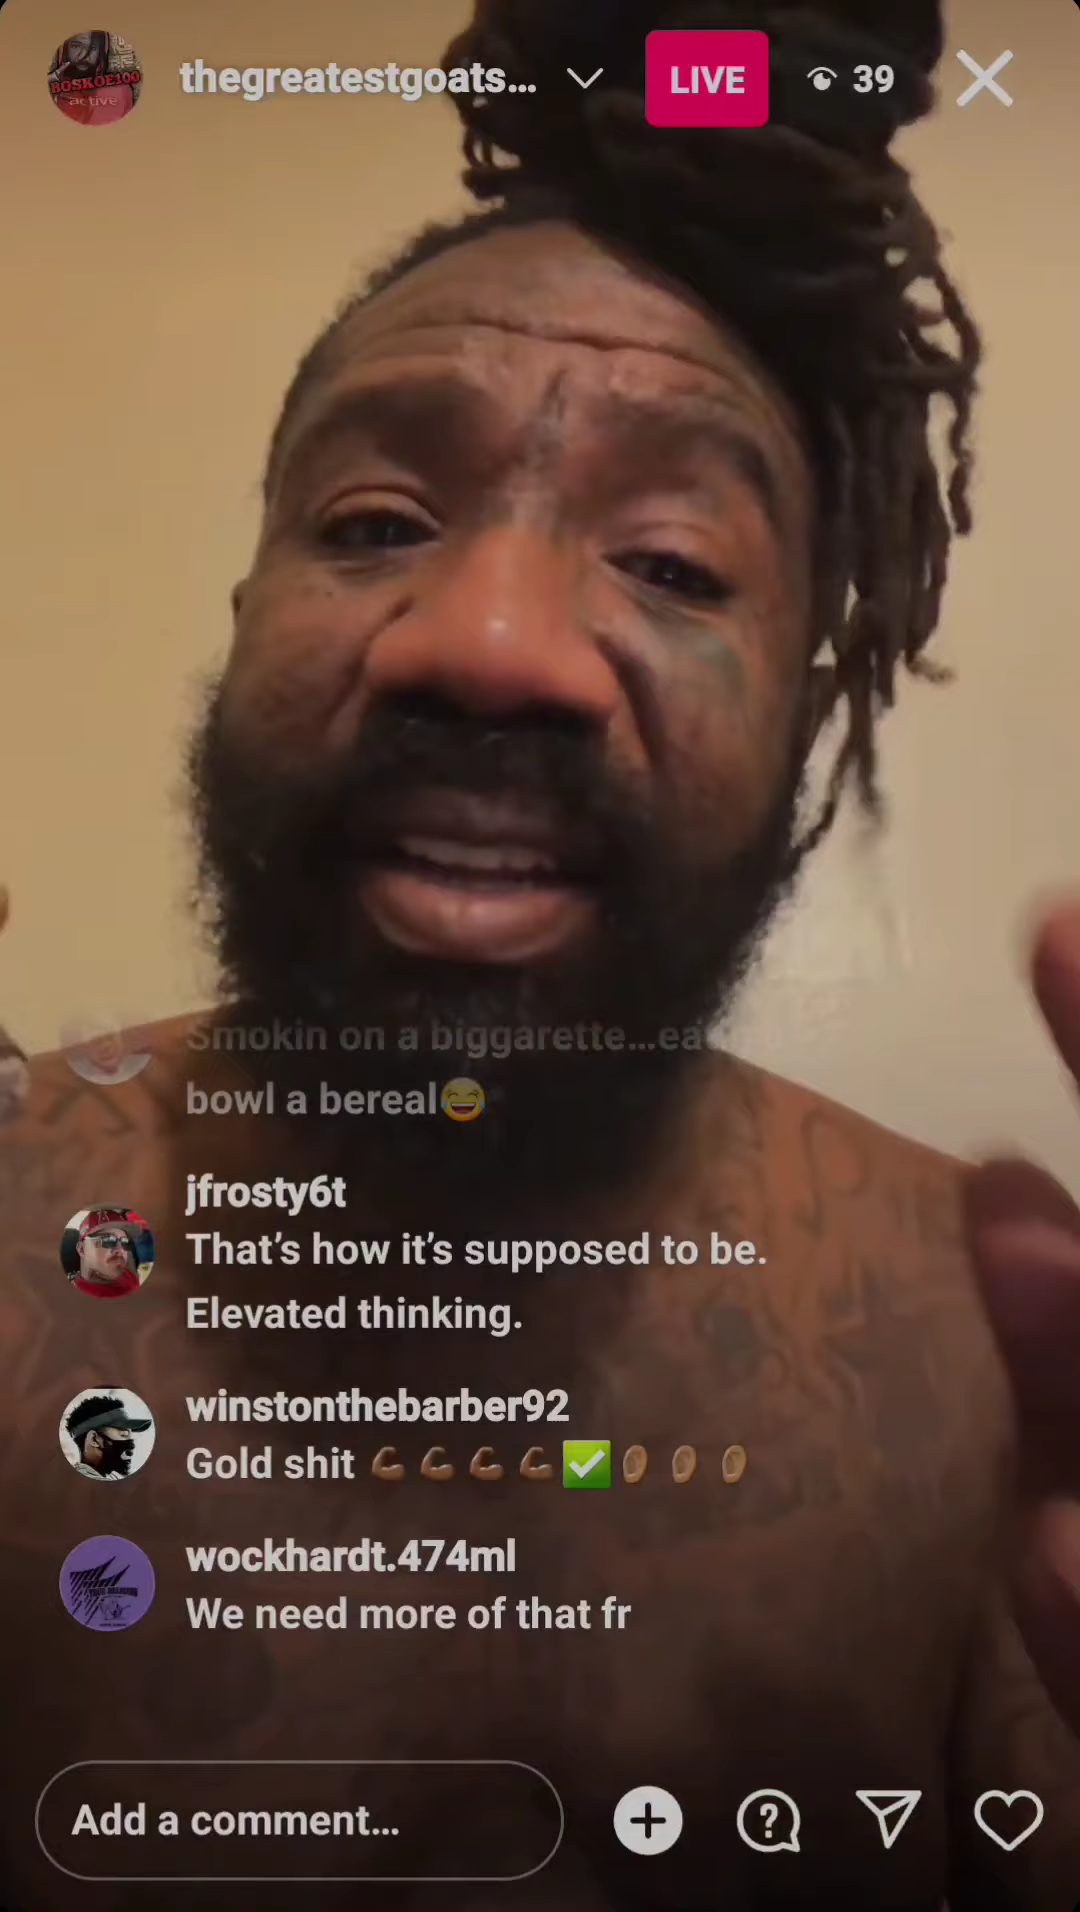 BOSKOE100
active
thegreatestgoats...
LIVE
39
Smokin on a biggarette...
bowl a bereal😂
jfrosty6t
That's how it's supposed to be.
Elevated thinking.
winstonthebarber92
Gold shit 💪🏾💪🏾💪🏾💪🏾✅👂🏾👂🏾👂🏾
wockhardt.474ml
We need more of that fr
Add a comment...